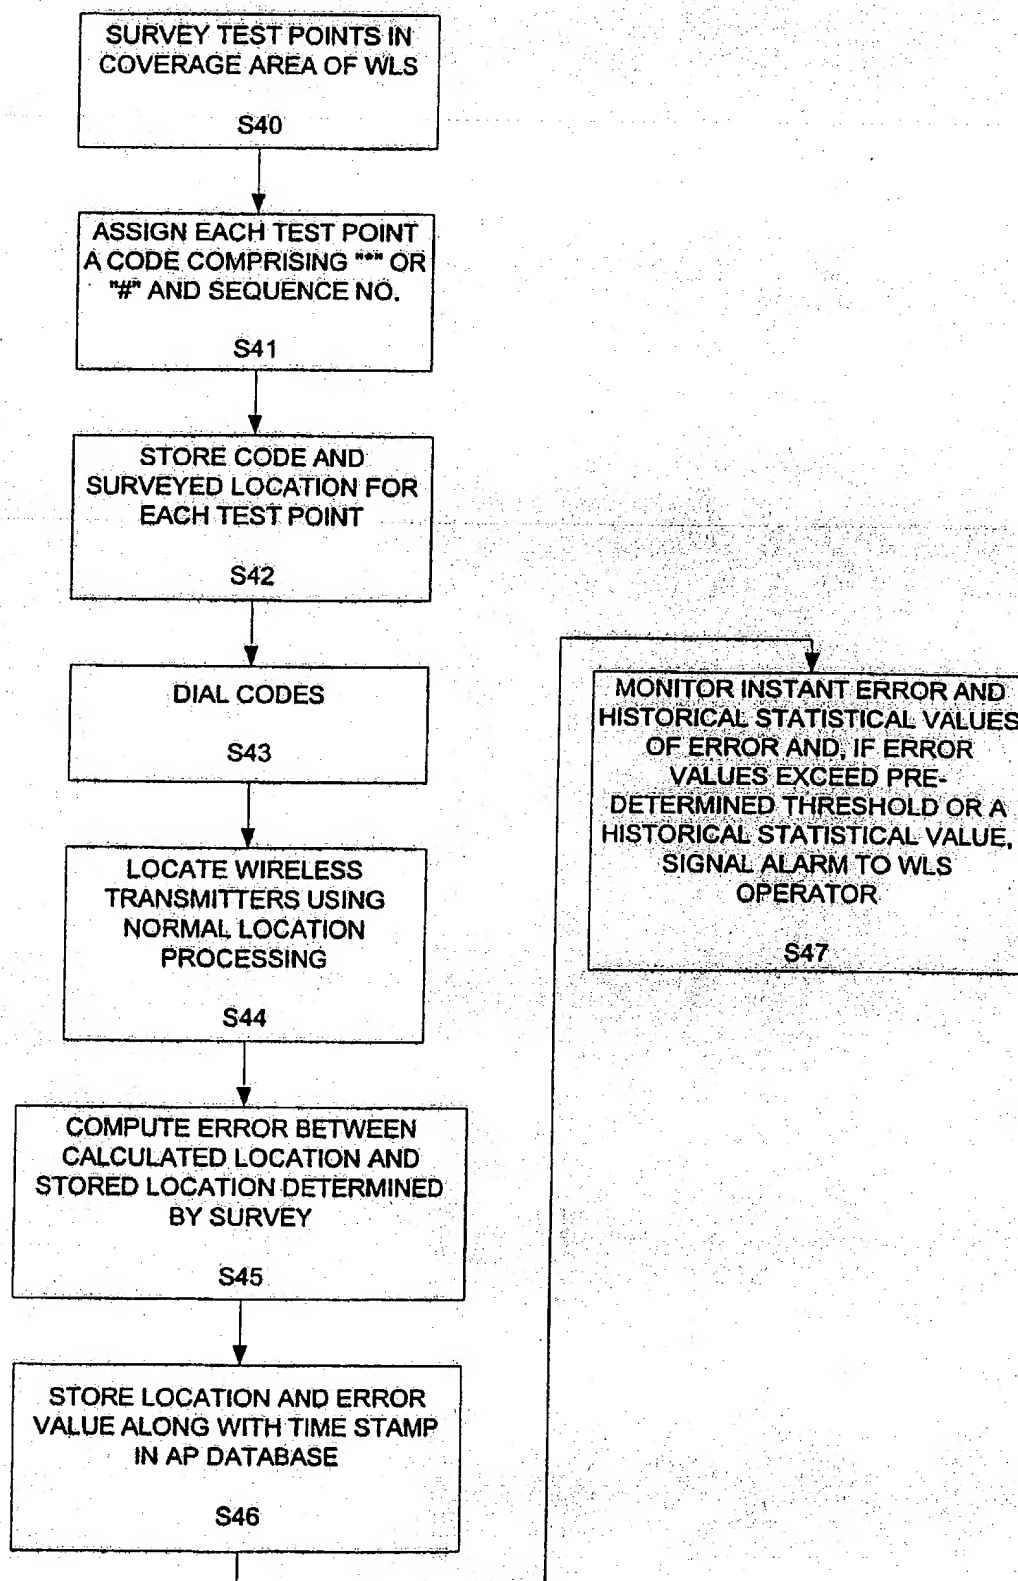 SURVEY TEST POINTS IN
COVERAGE AREA OF WLS
S40
ASSIGN EACH TEST POINT
A CODE COMPRISING "*" OR
"#" AND SEQUENCE NO.
S41
STORE CODE AND
SURVEYED LOCATION FOR
EACH TEST POINT
S42
DIAL CODES
S43
LOCATE WIRELESS
TRANSMITTERS USING
NORMAL LOCATION
PROCESSING
S44
COMPUTE ERROR BETWEEN
CALCULATED LOCATION AND
STORED LOCATION DETERMINED
BY SURVEY
S45
STORE LOCATION AND ERROR
VALUE ALONG WITH TIME STAMP
IN AP DATABASE
S46
MONITOR INSTANT ERROR AND
HISTORICAL STATISTICAL VALUES
OF ERROR AND, IF ERROR
VALUES EXCEED PRE-
DETERMINED THRESHOLD OR A
HISTORICAL STATISTICAL VALUE,
SIGNAL ALARM TO WLS
OPERATOR
S47